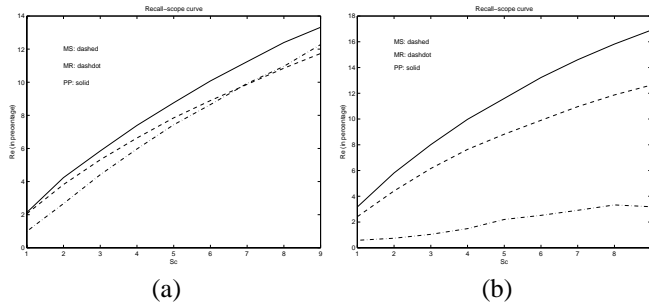 Recall-scope curve
14
12
10
8
6
4
2
0
Re (in percentage)
MS: dashed
MR: dashdot
PP: solid
1 2 3 4 5 6 7 8 9
Sc
(a)
Recall-scope curve
18
16
14
12
10
8
6
4
2
0
Re (in percentage)
MS: dashed
MR: dashdot
PP: solid
1 2 3 4 5 6 7 8
Sc
(b)